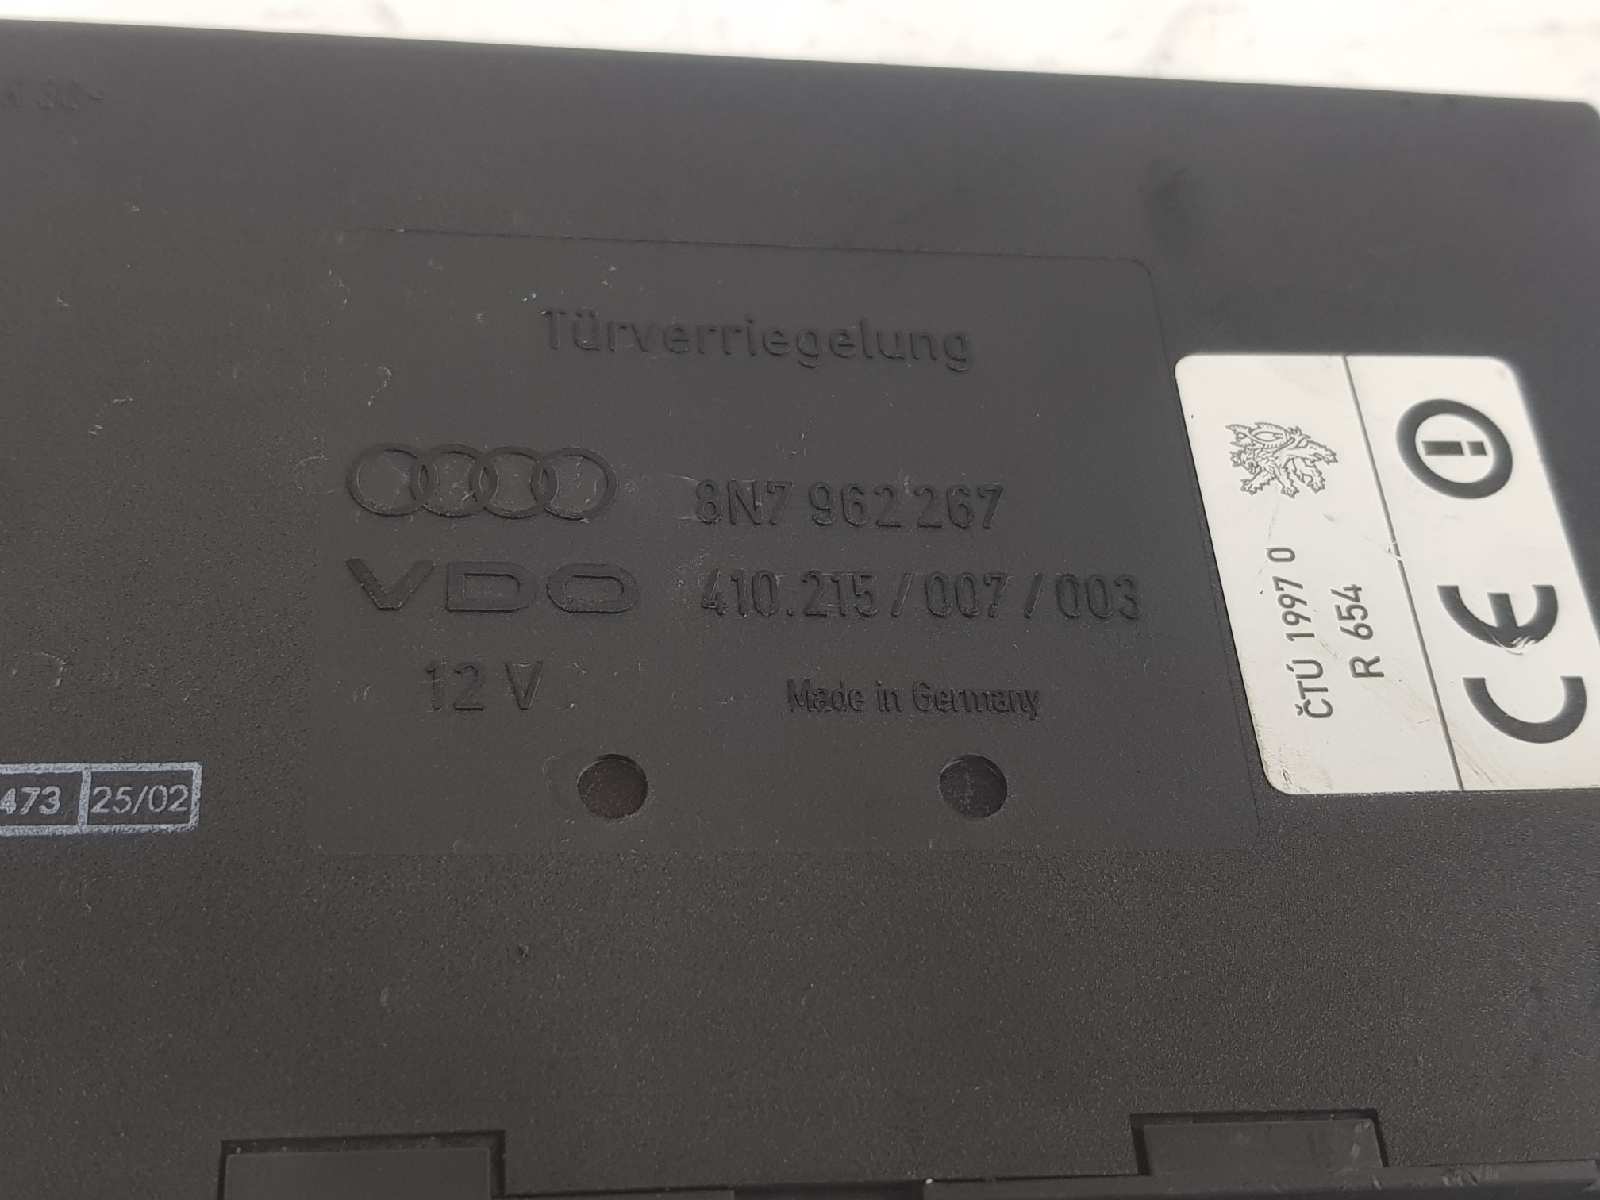 Türverriegelung
8N7 962 267
VDO 410.215/007/003
12 V Made in Germany
473 25/02
ČTÚ 1997 0
R 654
CE